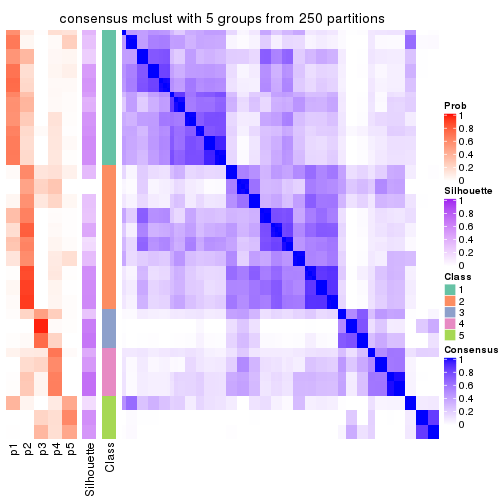 consensus mclust with 5 groups from 250 partitions
Prob
1
0.8
0.6
0.4
0.2
0
Silhouette
1
0.8
0.6
0.4
0.2
0
Class
1
2
3
4
5
Consensus
1
0.8
0.6
0.4
0.2
0
p1
p2
p3
p4
p5
Silhouette
Class